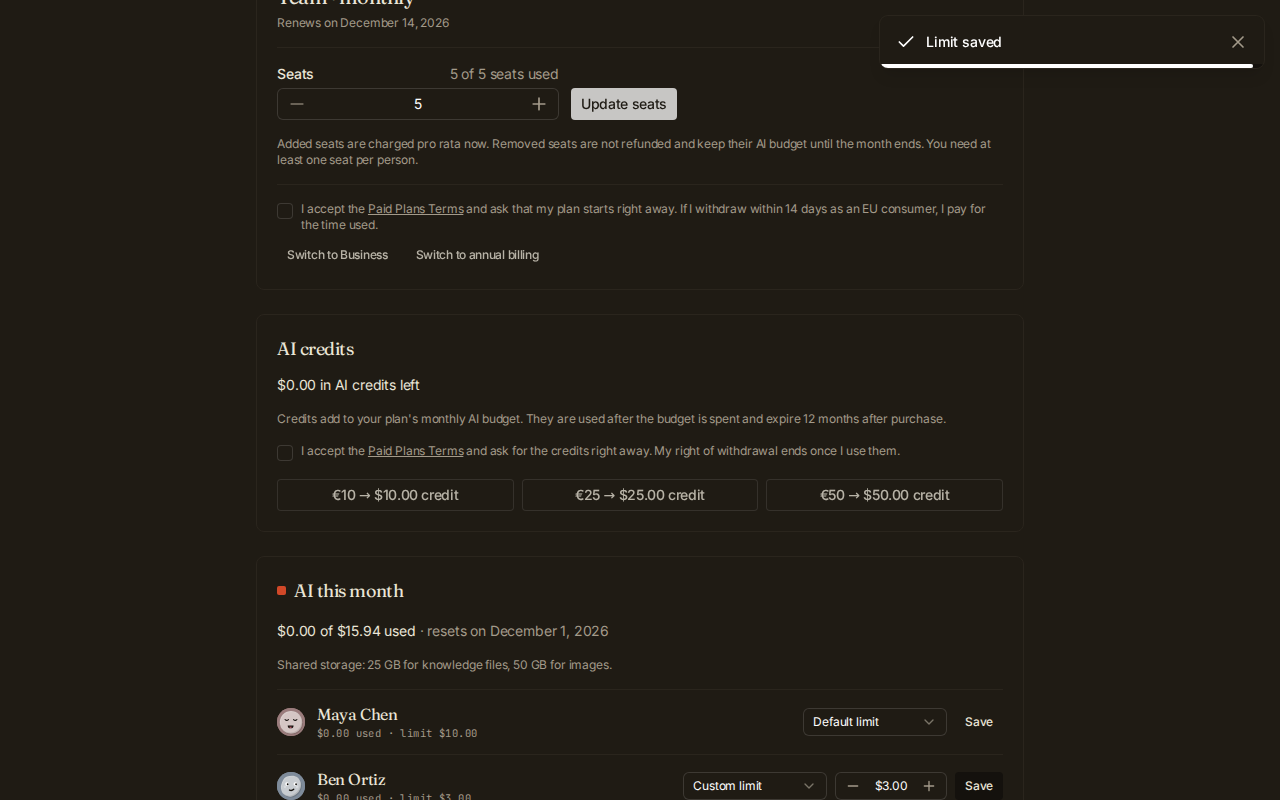 Team · monthly
Renews on December 14, 2026
Limit saved
Seats
5 of 5 seats used
5
Update seats
Added seats are charged pro rata now. Removed seats are not refunded and keep their AI budget until the month ends. You need at
least one seat per person.
I accept the Paid Plans Terms and ask that my plan starts right away. If I withdraw within 14 days as an EU consumer, I pay for
the time used.
Switch to Business
Switch to annual billing
AI credits
$0.00 in AI credits left
Credits add to your plan's monthly AI budget. They are used after the budget is spent and expire 12 months after purchase.
I accept the Paid Plans Terms and ask for the credits right away. My right of withdrawal ends once I use them.
€10 → $10.00 credit
€25 → $25.00 credit
€50 → $50.00 credit
AI this month
$0.00 of $15.94 used · resets on December 1, 2026
Shared storage: 25 GB for knowledge files, 50 GB for images.
Maya Chen
$0.00 used · limit $10.00
Default limit
Save
Ben Ortiz
$0.00 used · limit $3.00
Custom limit
$3.00
Save